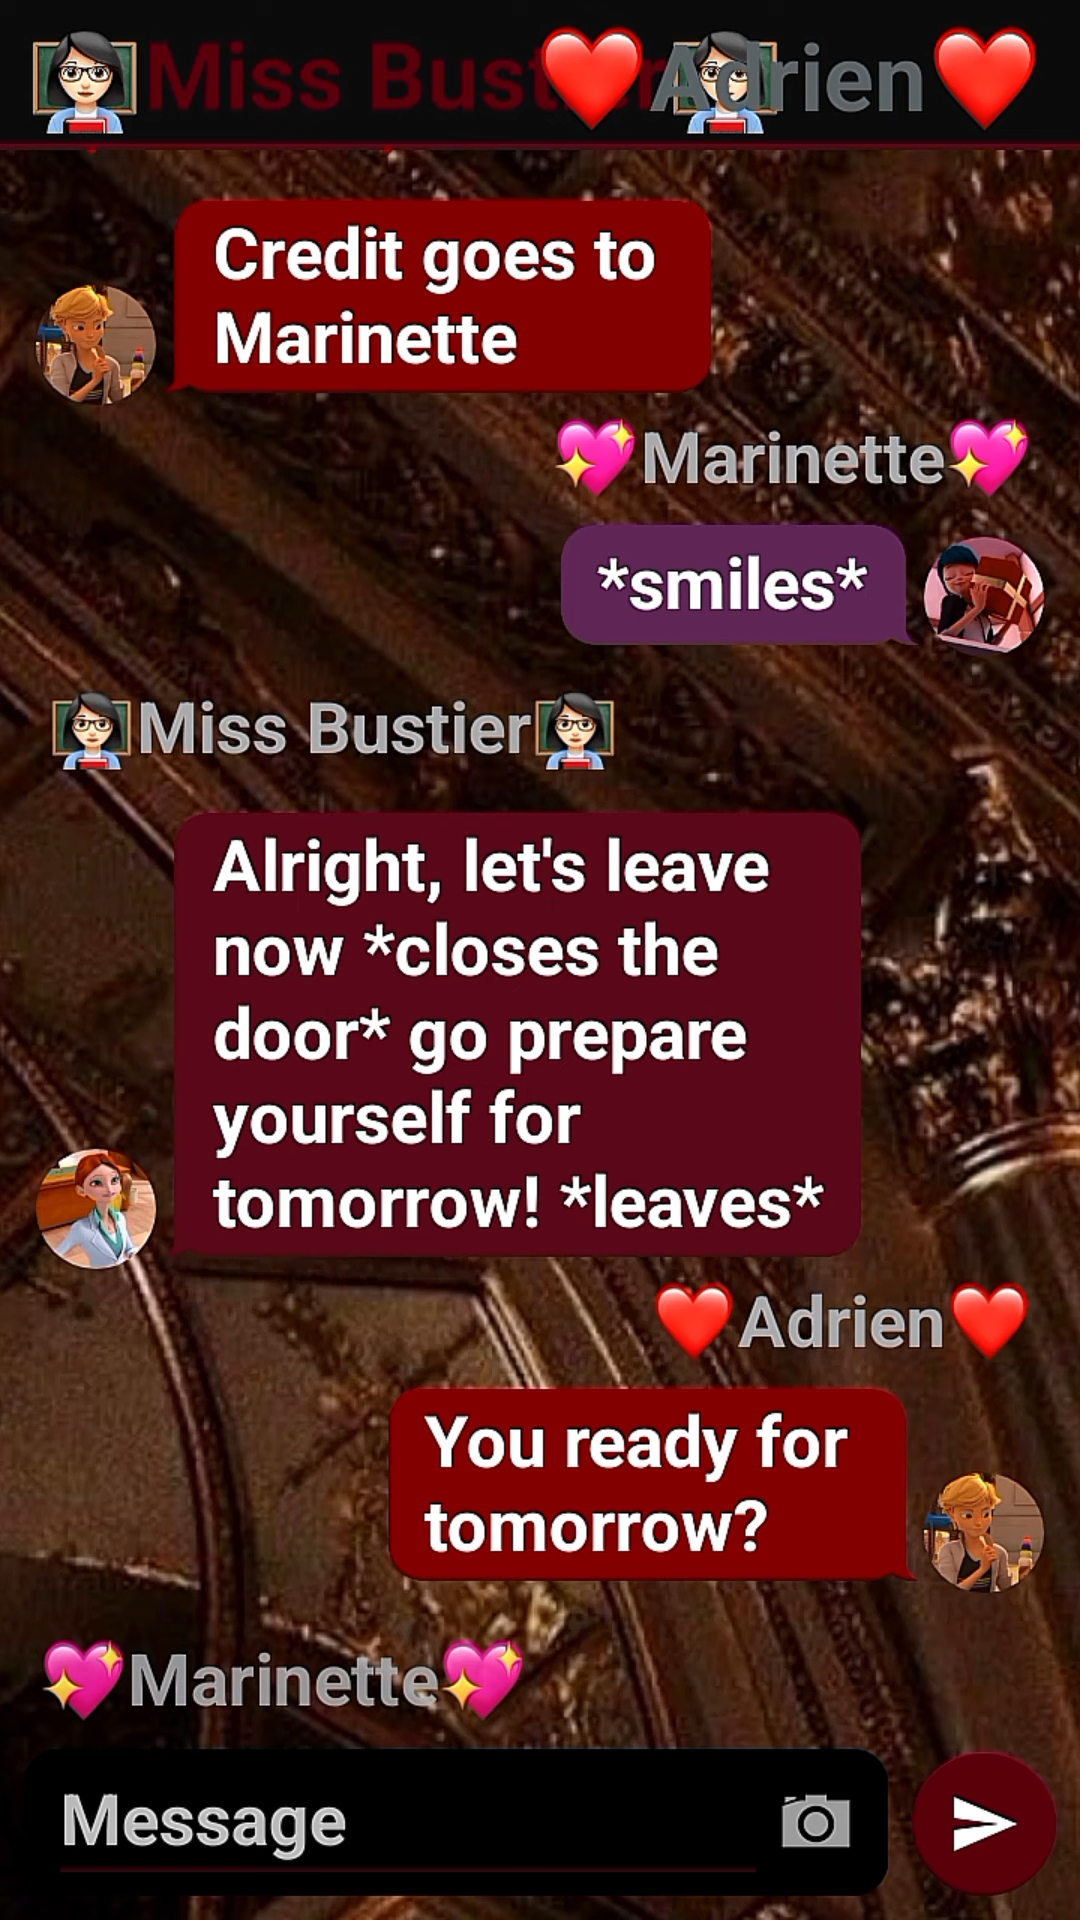 👩🏻‍🏫Miss Bustier👩🏻‍🏫
❤️Adrien❤️
Credit goes to
Marinette
💖Marinette💖
*smiles*
👩🏻‍🏫Miss Bustier👩🏻‍🏫
Alright, let's leave
now *closes the
door* go prepare
yourself for
tomorrow! *leaves*
❤️Adrien❤️
You ready for
tomorrow?
💖Marinette💖
Message